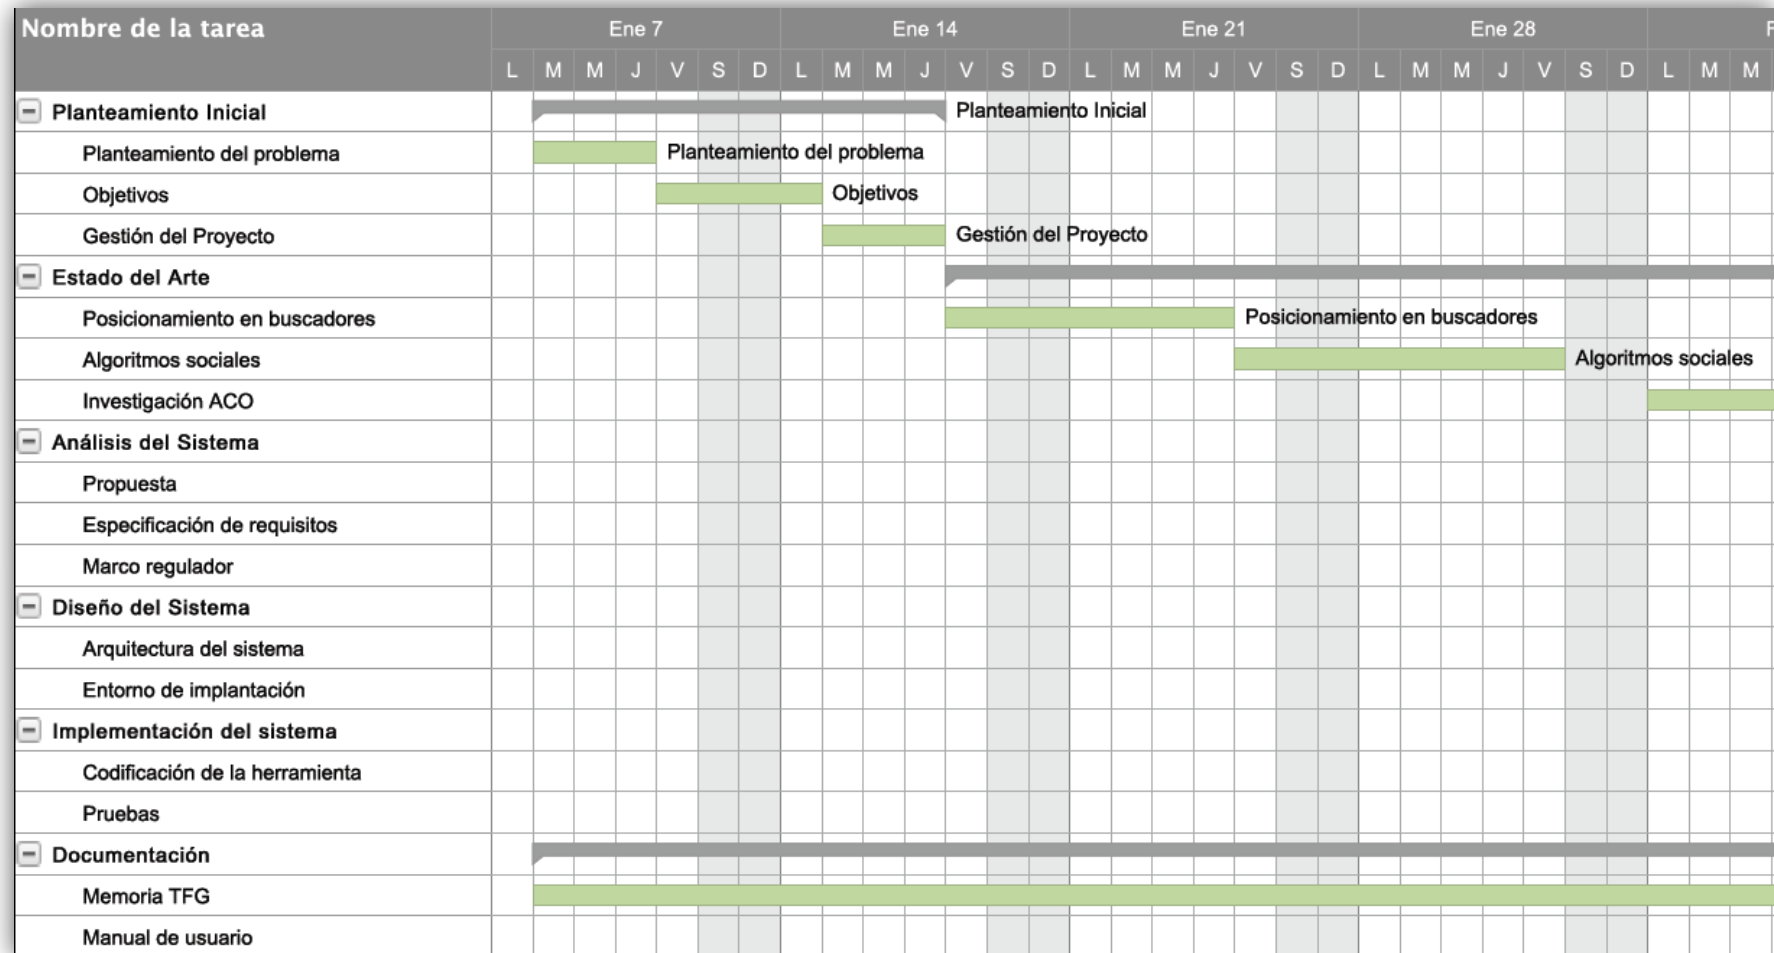 Nombre de la tarea Ene 7 Ene 14 Ene 21 Ene 28
L M M J V S D L M M J V S D L M M J V S D L M M J V S D L M M
Planteamiento Inicial Planteamiento Inicial
Planteamiento del problema Planteamiento del problema
Objetivos Objetivos
Gestión del Proyecto Gestión del Proyecto
Estado del Arte
Posicionamiento en buscadores Posicionamiento en buscadores
Algoritmos sociales Algoritmos sociales
Investigación ACO
Análisis del Sistema
Propuesta
Especificación de requisitos
Marco regulador
Diseño del Sistema
Arquitectura del sistema
Entorno de implantación
Implementación del sistema
Codificación de la herramienta
Pruebas
Documentación
Memoria TFG
Manual de usuario